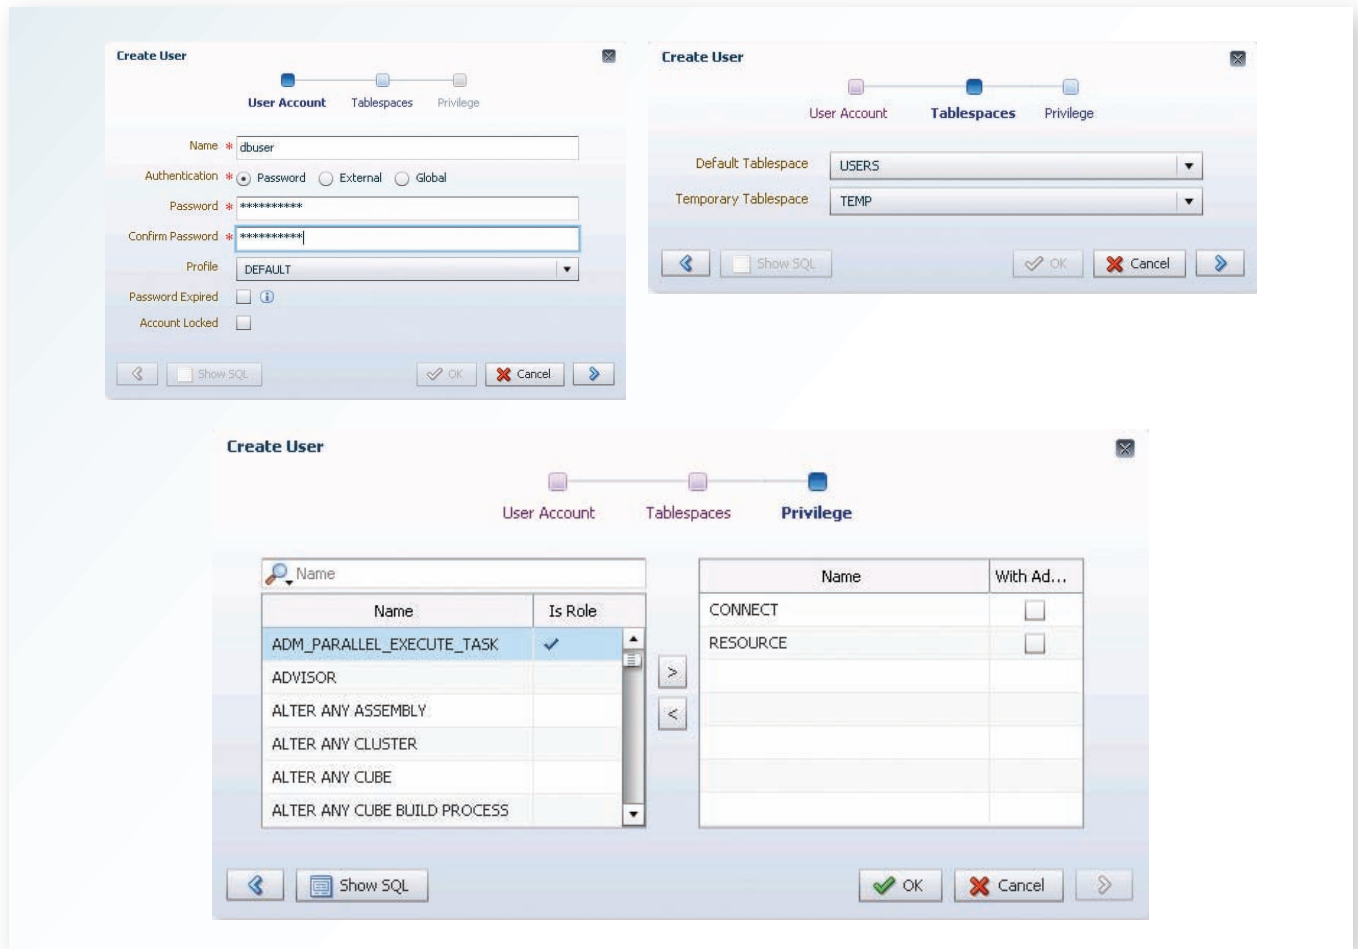 Create User
User Account Tablespaces Privilege
Name * dbuser
Authentication * Password External Global
Password * **********
Confirm Password * **********
Profile DEFAULT
Password Expired
Account Locked
Show SQL OK Cancel
Create User
User Account Tablespaces Privilege
Default Tablespace USERS
Temporary Tablespace TEMP
Show SQL OK Cancel
Create User
User Account Tablespaces Privilege
Name
Name Is Role
ADM_PARALLEL_EXECUTE_TASK
ADVISOR
ALTER ANY ASSEMBLY
ALTER ANY CLUSTER
ALTER ANY CUBE
ALTER ANY CUBE BUILD PROCESS
>
<
Name With Ad...
CONNECT
RESOURCE
Show SQL OK Cancel